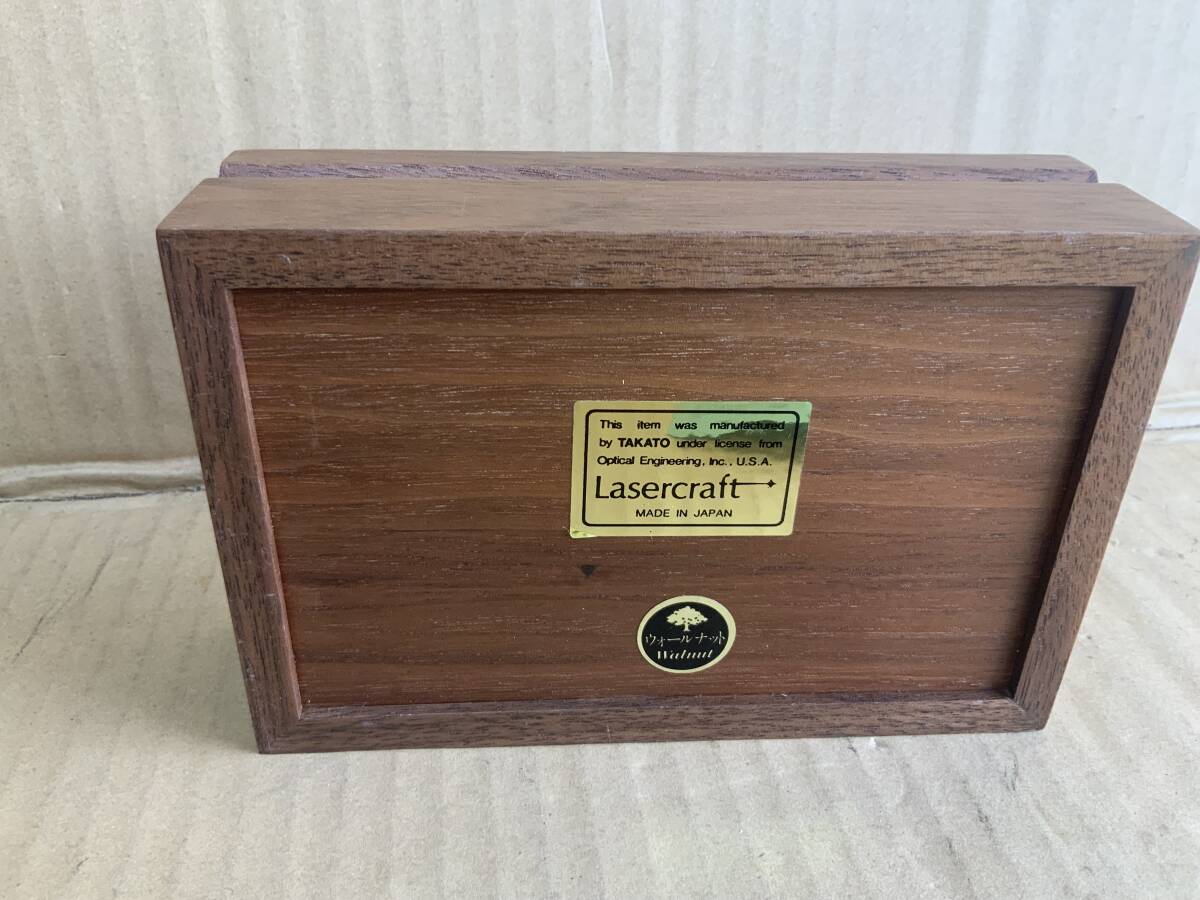 This item was manufactured
by TAKATO under license from
Optical Engineering, Inc., U.S.A.
Lasercraft
MADE IN JAPAN
ウォールナット
Walnut